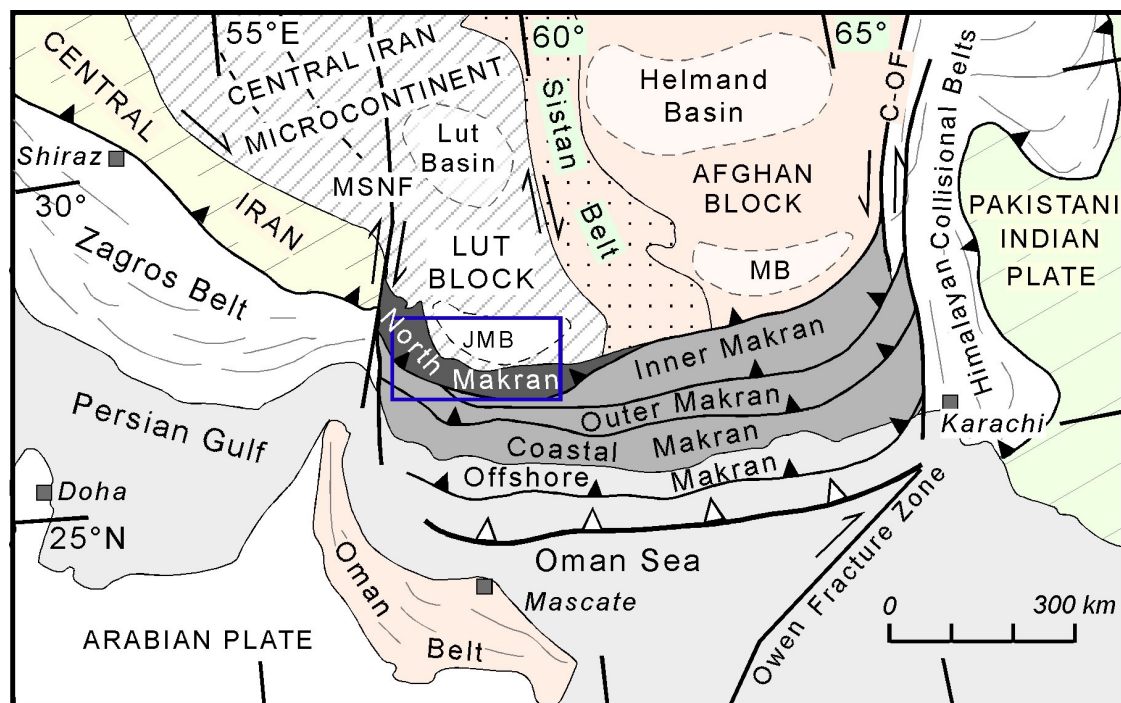 55°E
60°
65°
CENTRAL IRAN
MICROCONTINENT
CENTRAL
IRAN
Sistan
Belt
Helmand
Basin
C-OF
Himalayan-Collisional Belts
Lut
Basin
Shiraz
MSNF
AFGHAN
BLOCK
30°
PAKISTANI
INDIAN
PLATE
Zagros Belt
LUT
BLOCK
MB
JMB
North
Makran
Inner Makran
Outer Makran
Karachi
Persian Gulf
Coastal Makran
Offshore Makran
Doha
25°N
Oman Sea
Oman
Belt
Mascate
Owen Fracture Zone
0 300 km
ARABIAN PLATE